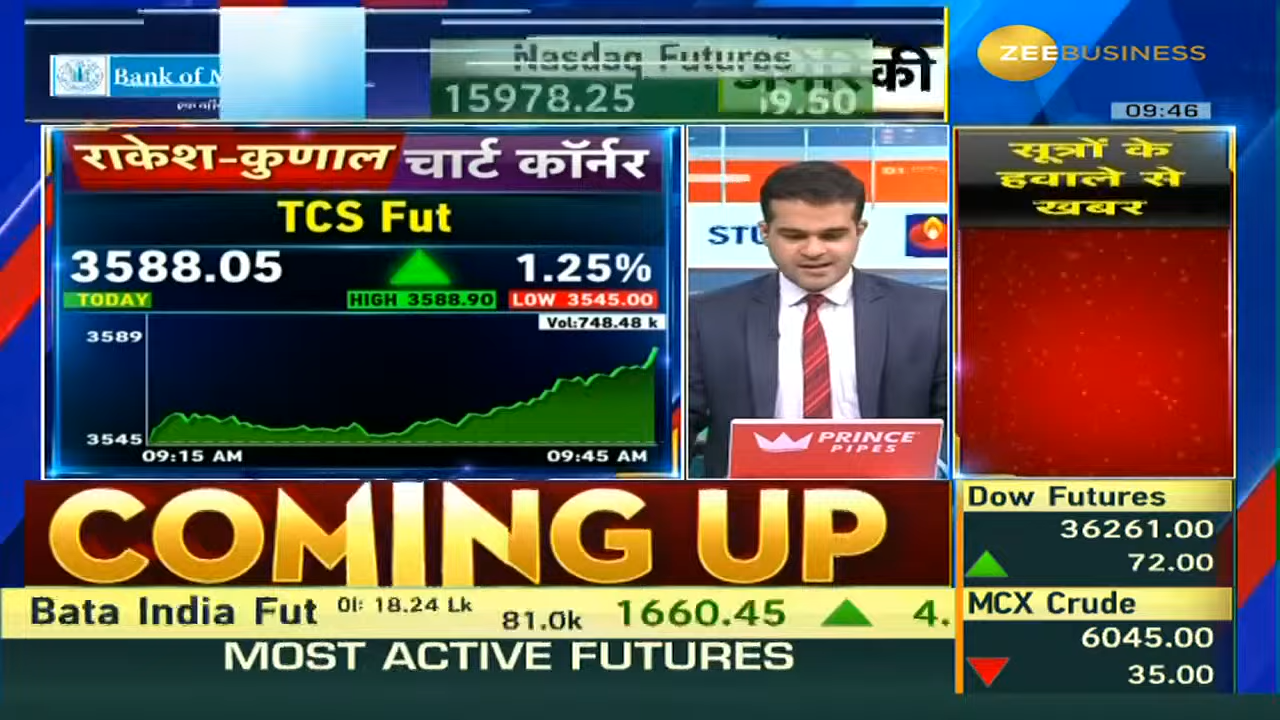 Bank of
Nasdaq Futures
15978.25
की
ZEEBUSINESS
09:46
राकेश-कुणाल चार्ट कॉर्नर
TCS Fut
3588.05 1.25%
TODAY HIGH 3588.90 LOW 3545.00
Vol:748.48 k
3589
3545
09:15 AM 09:45 AM
PRINCE
PIPES
सूत्रों के
हवाले से
खबर
COMING UP
Dow Futures
36261.00
72.00
MCX Crude
6045.00
35.00
Bata India Fut OI: 18.24 Lk 81.0k 1660.45 4.
MOST ACTIVE FUTURES